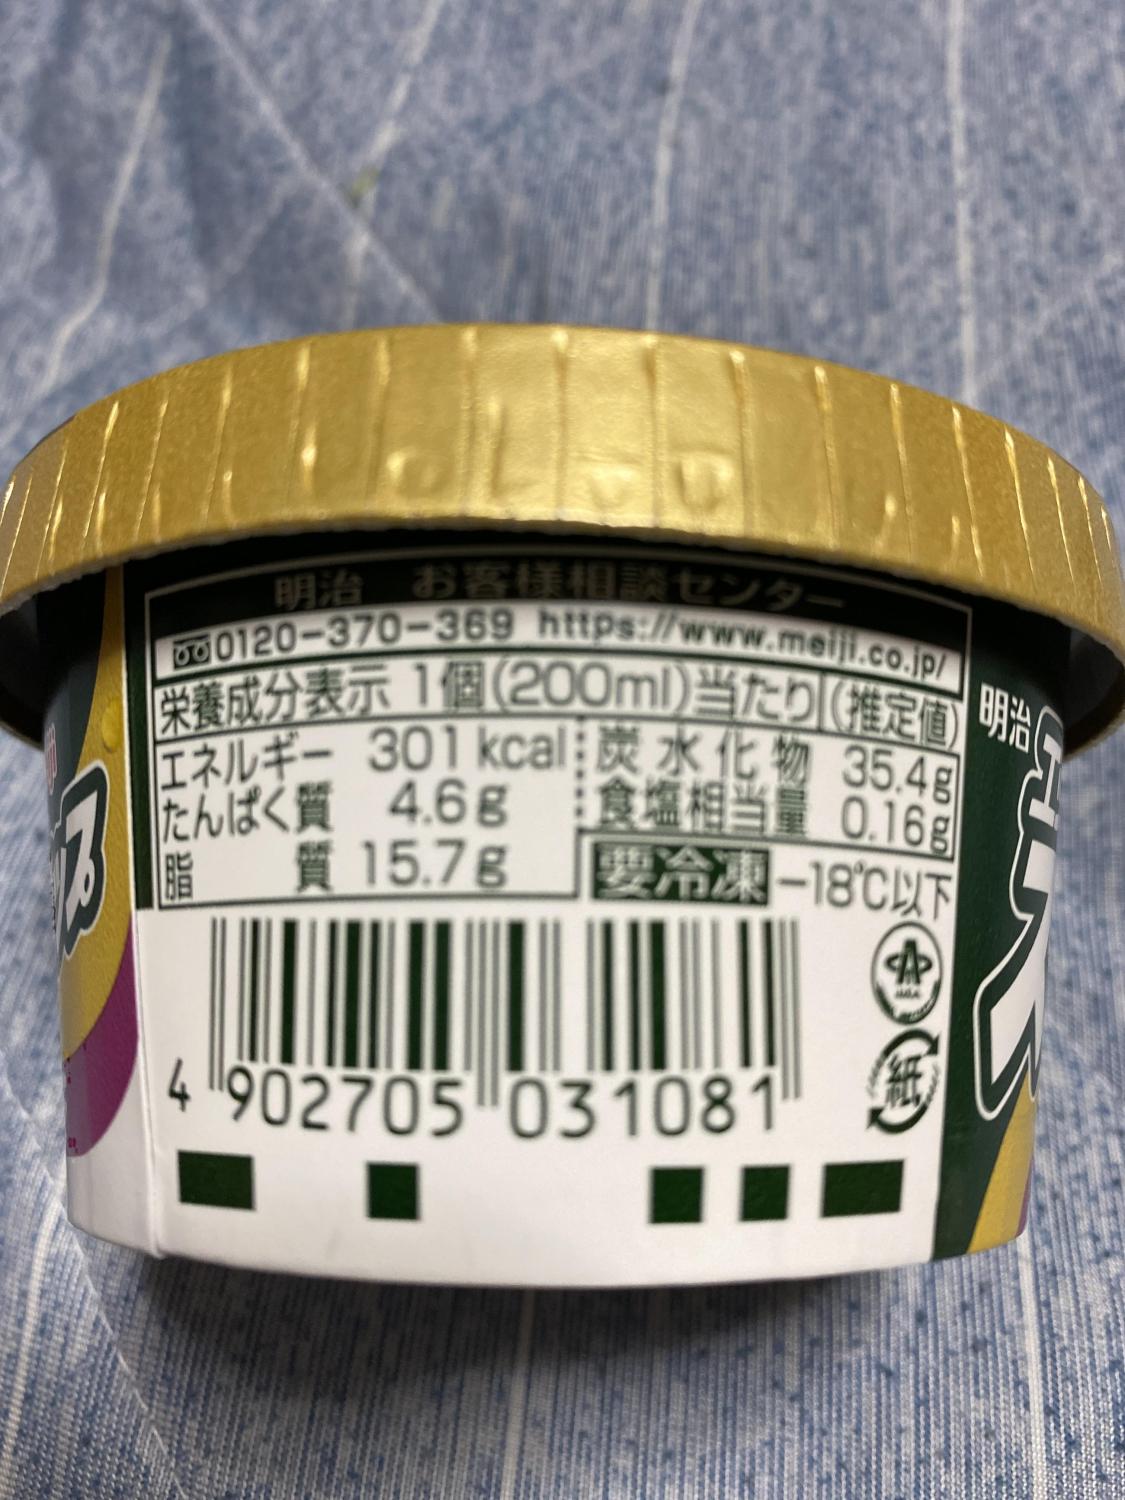 明治 お客様相談センター
0120-370-369 https://www.meiji.co.jp/
栄養成分表示 1個(200ml)当たり (推定値)
エネルギー 301kcal 炭水化物 35.4g
たんぱく質 4.6g 食塩相当量 0.16g
脂質 15.7g 要冷凍 -18℃以下
4 902705 031081
紙
明治
エ
ップ